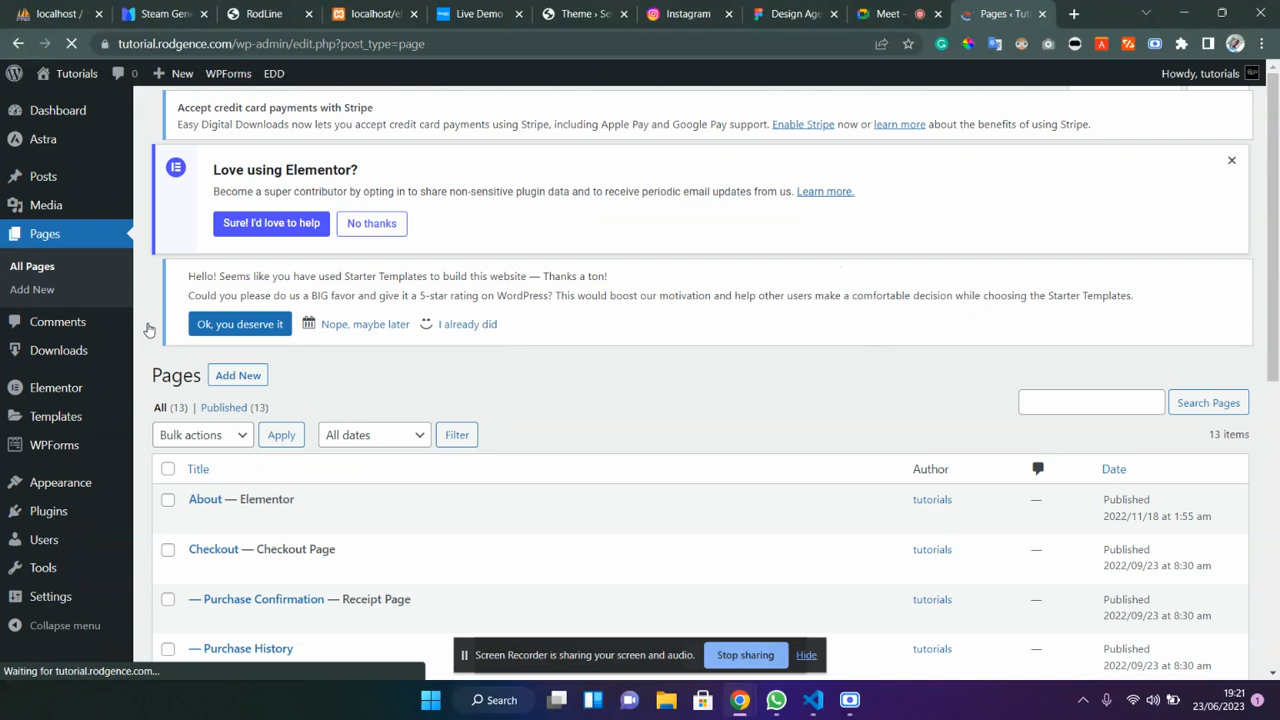 localhost /
Steam Gene
RodLine
localhost/el
Live Demo
Theme ‹ Se
Instagram
Design Age
Meet -
Pages ‹ Tut
tutorial.rodgence.com/wp-admin/edit.php?post_type=page
Tutorials
0
New
WPForms
EDD
Howdy, tutorials
Dashboard
Astra
Posts
Media
Pages
All Pages
Add New
Comments
Downloads
Elementor
Templates
WPForms
Appearance
Plugins
Users
Tools
Settings
Collapse menu
Accept credit card payments with Stripe
Easy Digital Downloads now lets you accept credit card payments using Stripe, including Apple Pay and Google Pay support. Enable Stripe now or learn more about the benefits of using Stripe.
Love using Elementor?
Become a super contributor by opting in to share non-sensitive plugin data and to receive periodic email updates from us. Learn more.
Sure! I'd love to help
No thanks
Hello! Seems like you have used Starter Templates to build this website — Thanks a ton!
Could you please do us a BIG favor and give it a 5-star rating on WordPress? This would boost our motivation and help other users make a comfortable decision while choosing the Starter Templates.
Ok, you deserve it
Nope, maybe later
I already did
Pages
Add New
All (13) | Published (13)
Search Pages
Bulk actions
Apply
All dates
Filter
13 items
Title
Author
Date
About — Elementor
tutorials
—
Published
2022/11/18 at 1:55 am
Checkout — Checkout Page
tutorials
—
Published
2022/09/23 at 8:30 am
— Purchase Confirmation — Receipt Page
tutorials
—
Published
2022/09/23 at 8:30 am
— Purchase History
tutorials
—
Published
2022/09/23 at 8:30 am
Screen Recorder is sharing your screen and audio.
Stop sharing
Hide
Waiting for tutorial.rodgence.com...
Search
19:21
23/06/2023
1